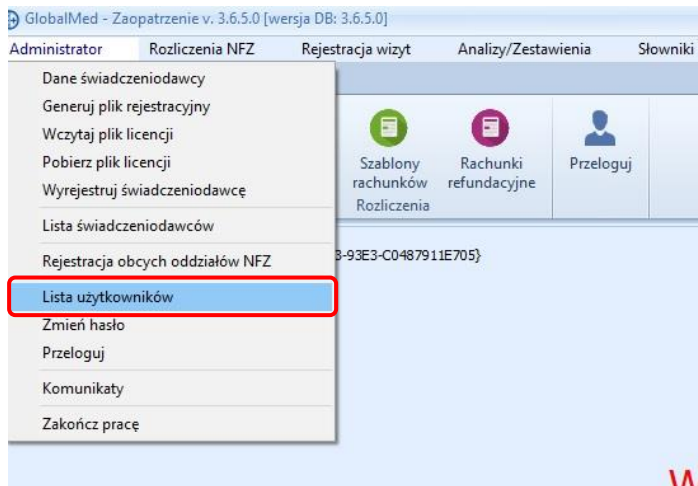 GlobalMed - Zaopatrzenie v. 3.6.5.0 [wersja DB: 3.6.5.0]
Administrator Rozliczenia NFZ Rejestracja wizyt Analizy/Zestawienia Słowniki
Dane świadczeniodawcy
Generuj plik rejestracyjny
Wczytaj plik licencji
Pobierz plik licencji
Wyrejestruj świadczeniodawcę
Lista świadczeniodawców
Rejestracja obcych oddziałów NFZ
Lista użytkowników
Zmień hasło
Przeloguj
Komunikaty
Zakończ pracę
Szablony rachunków
Rachunki refundacyjne
Przeloguj
Rozliczenia
3-93E3-C0487911E705}